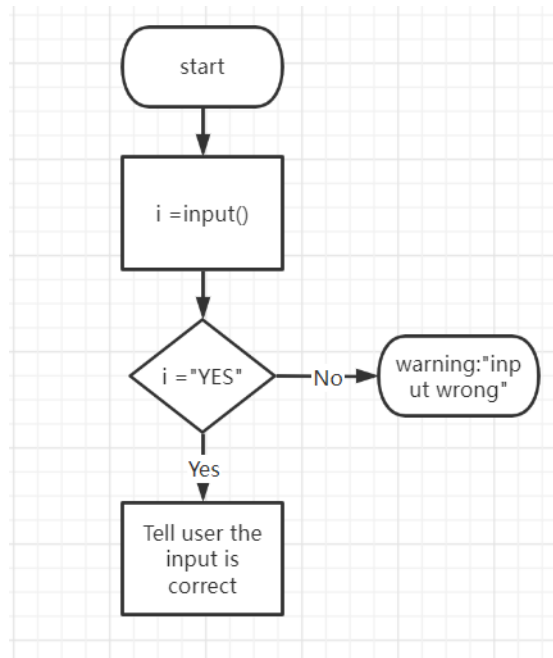 start
i =input()
i ="YES"
No
warning:"inp
ut wrong"
Yes
Tell user the
input is
correct